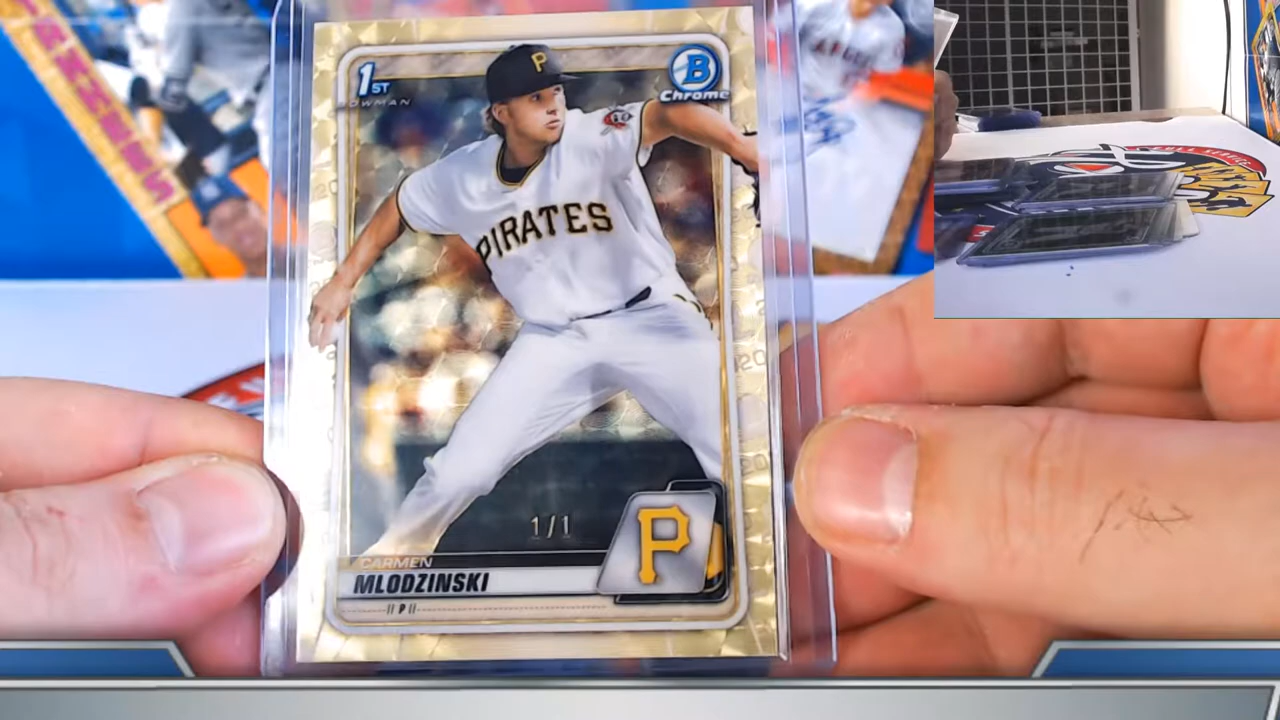 1ST
BOWMAN
B
Chrome
P
PIRATES
1/1
P
CARMEN
MLODZINSKI
P